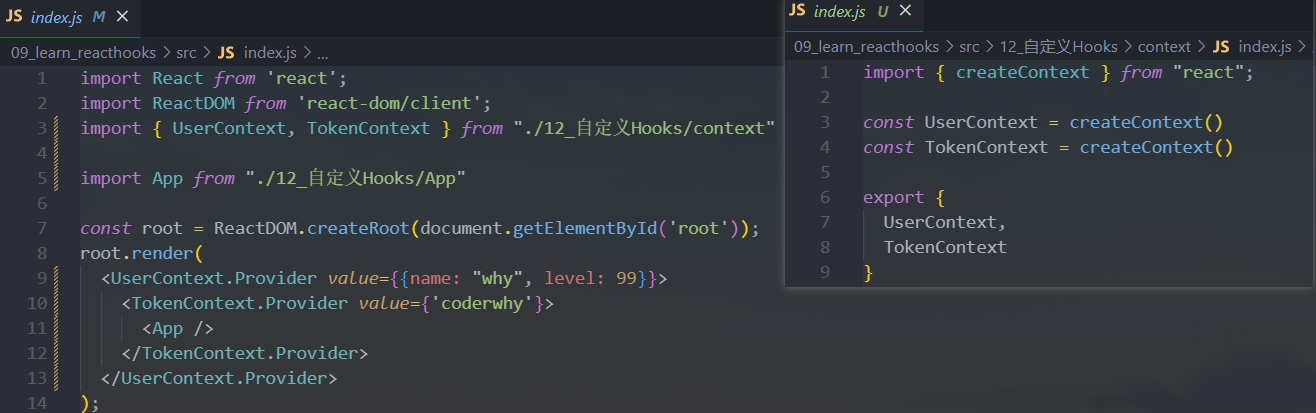 JS index.js M ×
09_learn_reacthooks > src > JS index.js > ...
1 import React from 'react';
2 import ReactDOM from 'react-dom/client';
3 import { UserContext, TokenContext } from "./12_自定义Hooks/context"
4
5 import App from "./12_自定义Hooks/App"
6
7 const root = ReactDOM.createRoot(document.getElementById('root'));
8 root.render(
9   <UserContext.Provider value={{name: "why", level: 99}}>
10     <TokenContext.Provider value={'coderwhy'}>
11       <App />
12     </TokenContext.Provider>
13   </UserContext.Provider>
14 );
JS index.js U ×
09_learn_reacthooks > src > 12_自定义Hooks > context > JS index.js >
1 import { createContext } from "react";
2
3 const UserContext = createContext()
4 const TokenContext = createContext()
5
6 export {
7   UserContext,
8   TokenContext
9 }